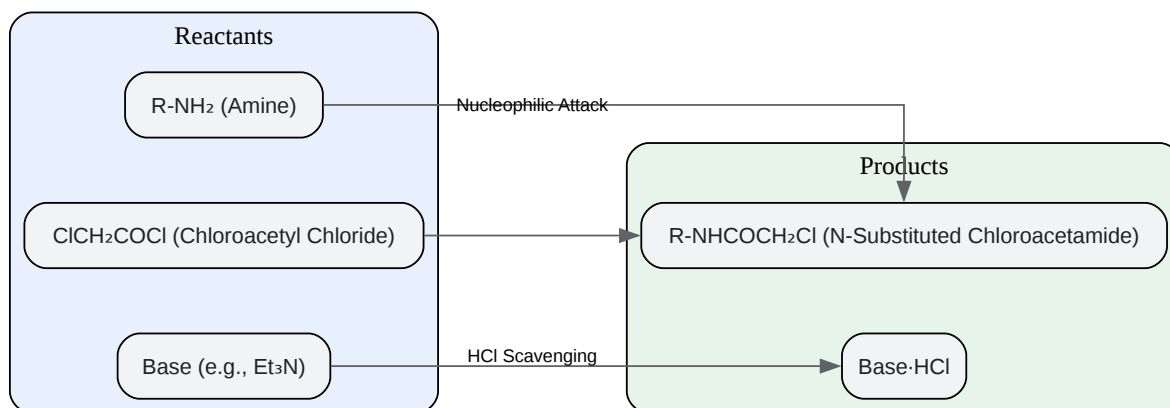 Reactants
R-NH₂ (Amine)
Nucleophilic Attack
Products
ClCH₂COCl (Chloroacetyl Chloride)
R-NHCOCH₂Cl (N-Substituted Chloroacetamide)
Base (e.g., Et₃N)
HCl Scavenging
Base·HCl